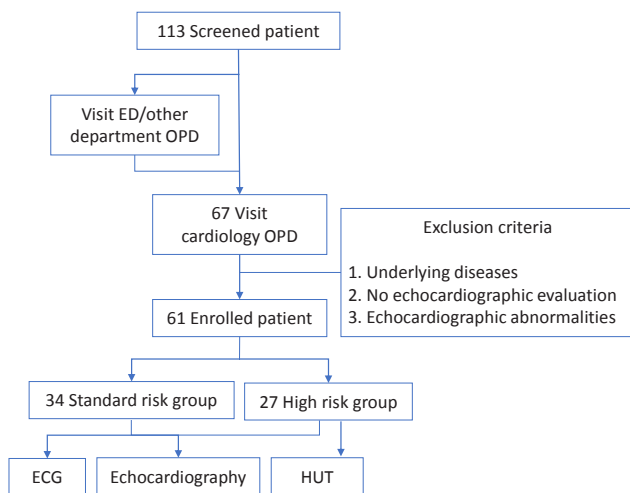 113 Screened patient
Visit ED/other
department OPD
67 Visit
cardiology OPD
Exclusion criteria
1. Underlying diseases
2. No echocardiographic evaluation
3. Echocardiographic abnormalities
61 Enrolled patient
34 Standard risk group
27 High risk group
ECG
Echocardiography
HUT